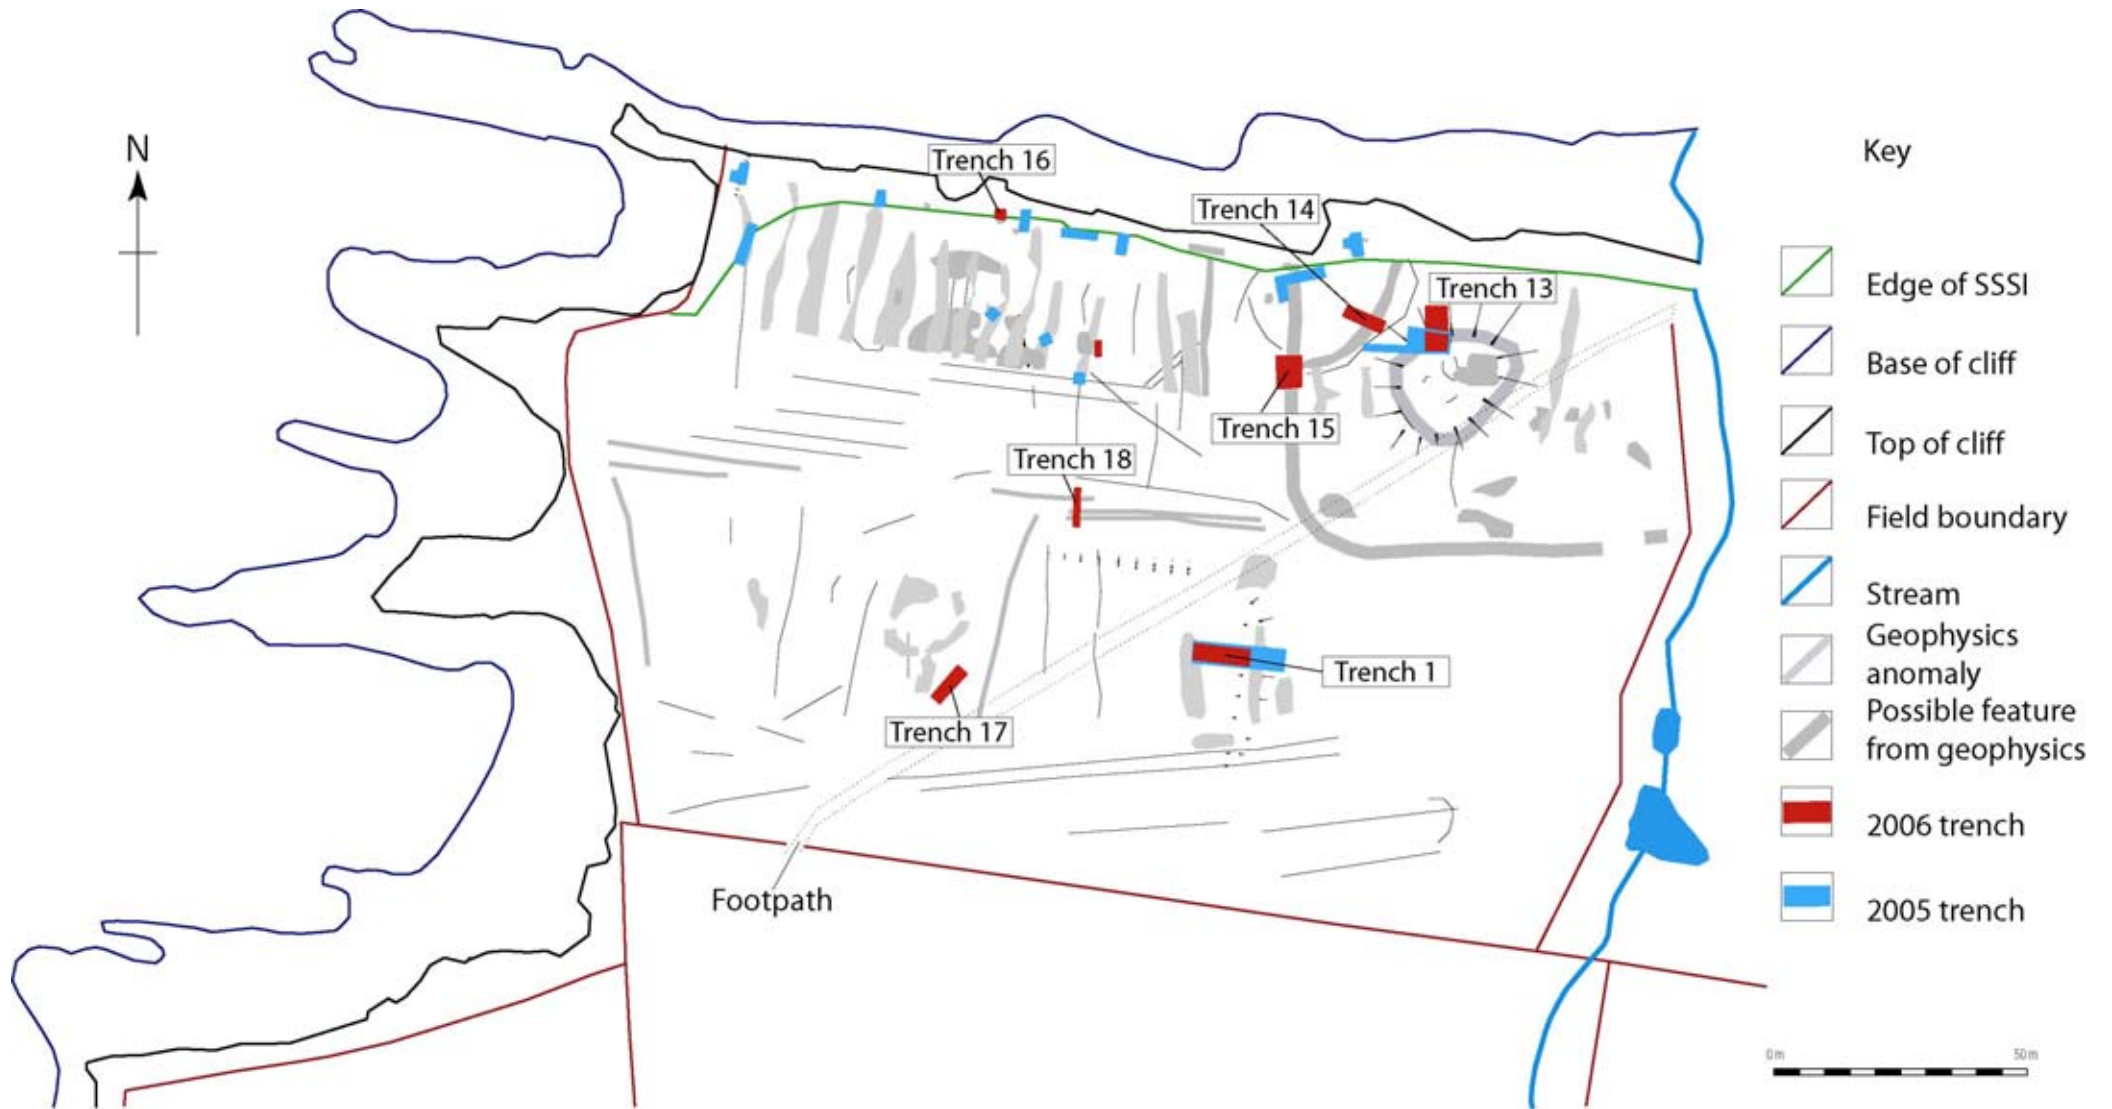 N
Trench 16
Trench 14
Trench 13
Trench 15
Trench 18
Trench 1
Trench 17
Footpath
Key
Edge of SSSI
Base of cliff
Top of cliff
Field boundary
Stream
Geophysics
anomaly
Possible feature
from geophysics
2006 trench
2005 trench
0m 50m